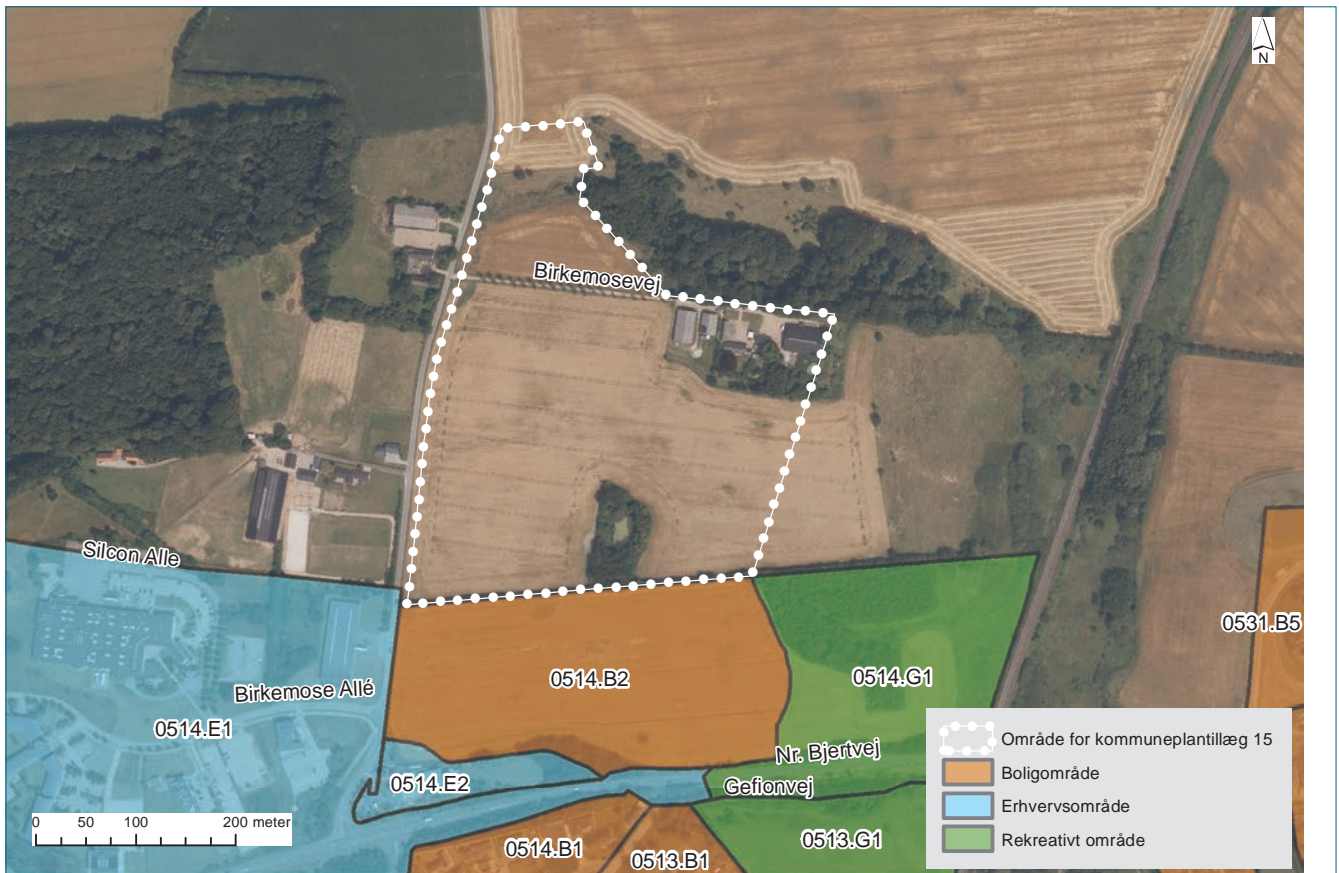 N
Birkemosevej
Silcon Alle
0531.B5
0514.B2
0514.G1
Birkemose Allé
0514.E1
Nr. Bjertvej
0514.E2
Gefionvej
0 50 100 200 meter
0514.B1
0513.B1
0513.G1
Område for kommuneplantillæg 15
Boligområde
Erhvervsområde
Rekreativt område